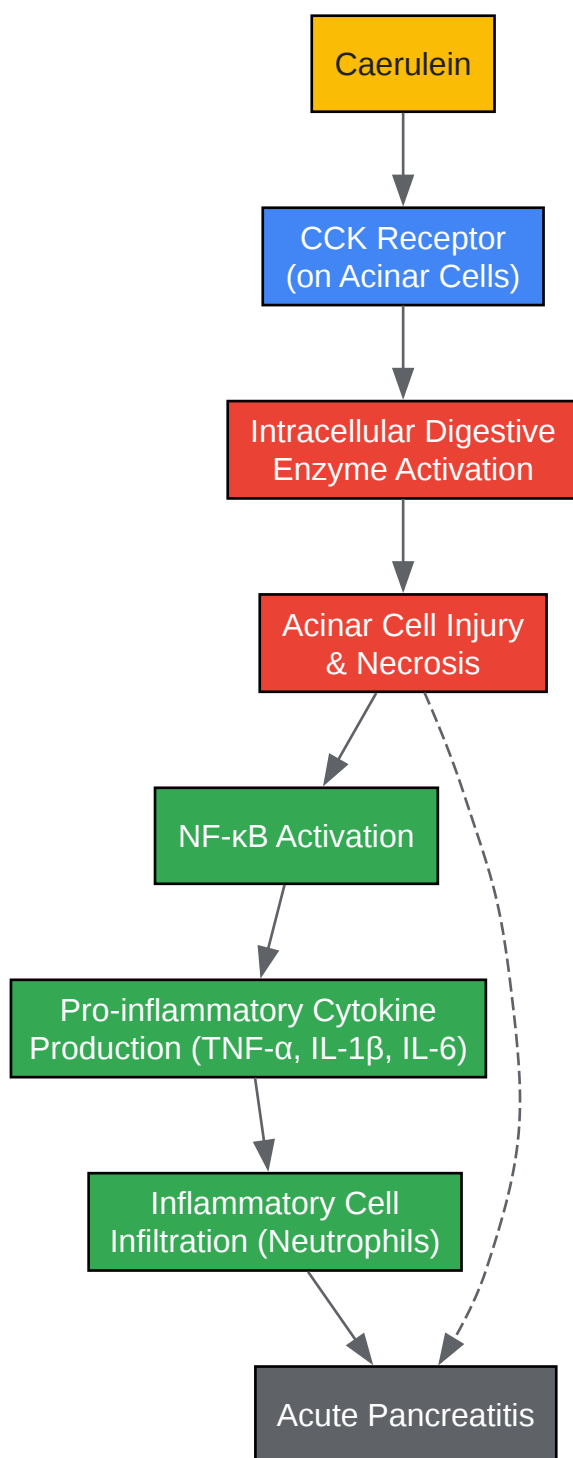 Caerulein
CCK Receptor
(on Acinar Cells)
Intracellular Digestive
Enzyme Activation
Acinar Cell Injury
& Necrosis
NF-κB Activation
Pro-inflammatory Cytokine
Production (TNF-α, IL-1β, IL-6)
Inflammatory Cell
Infiltration (Neutrophils)
Acute Pancreatitis